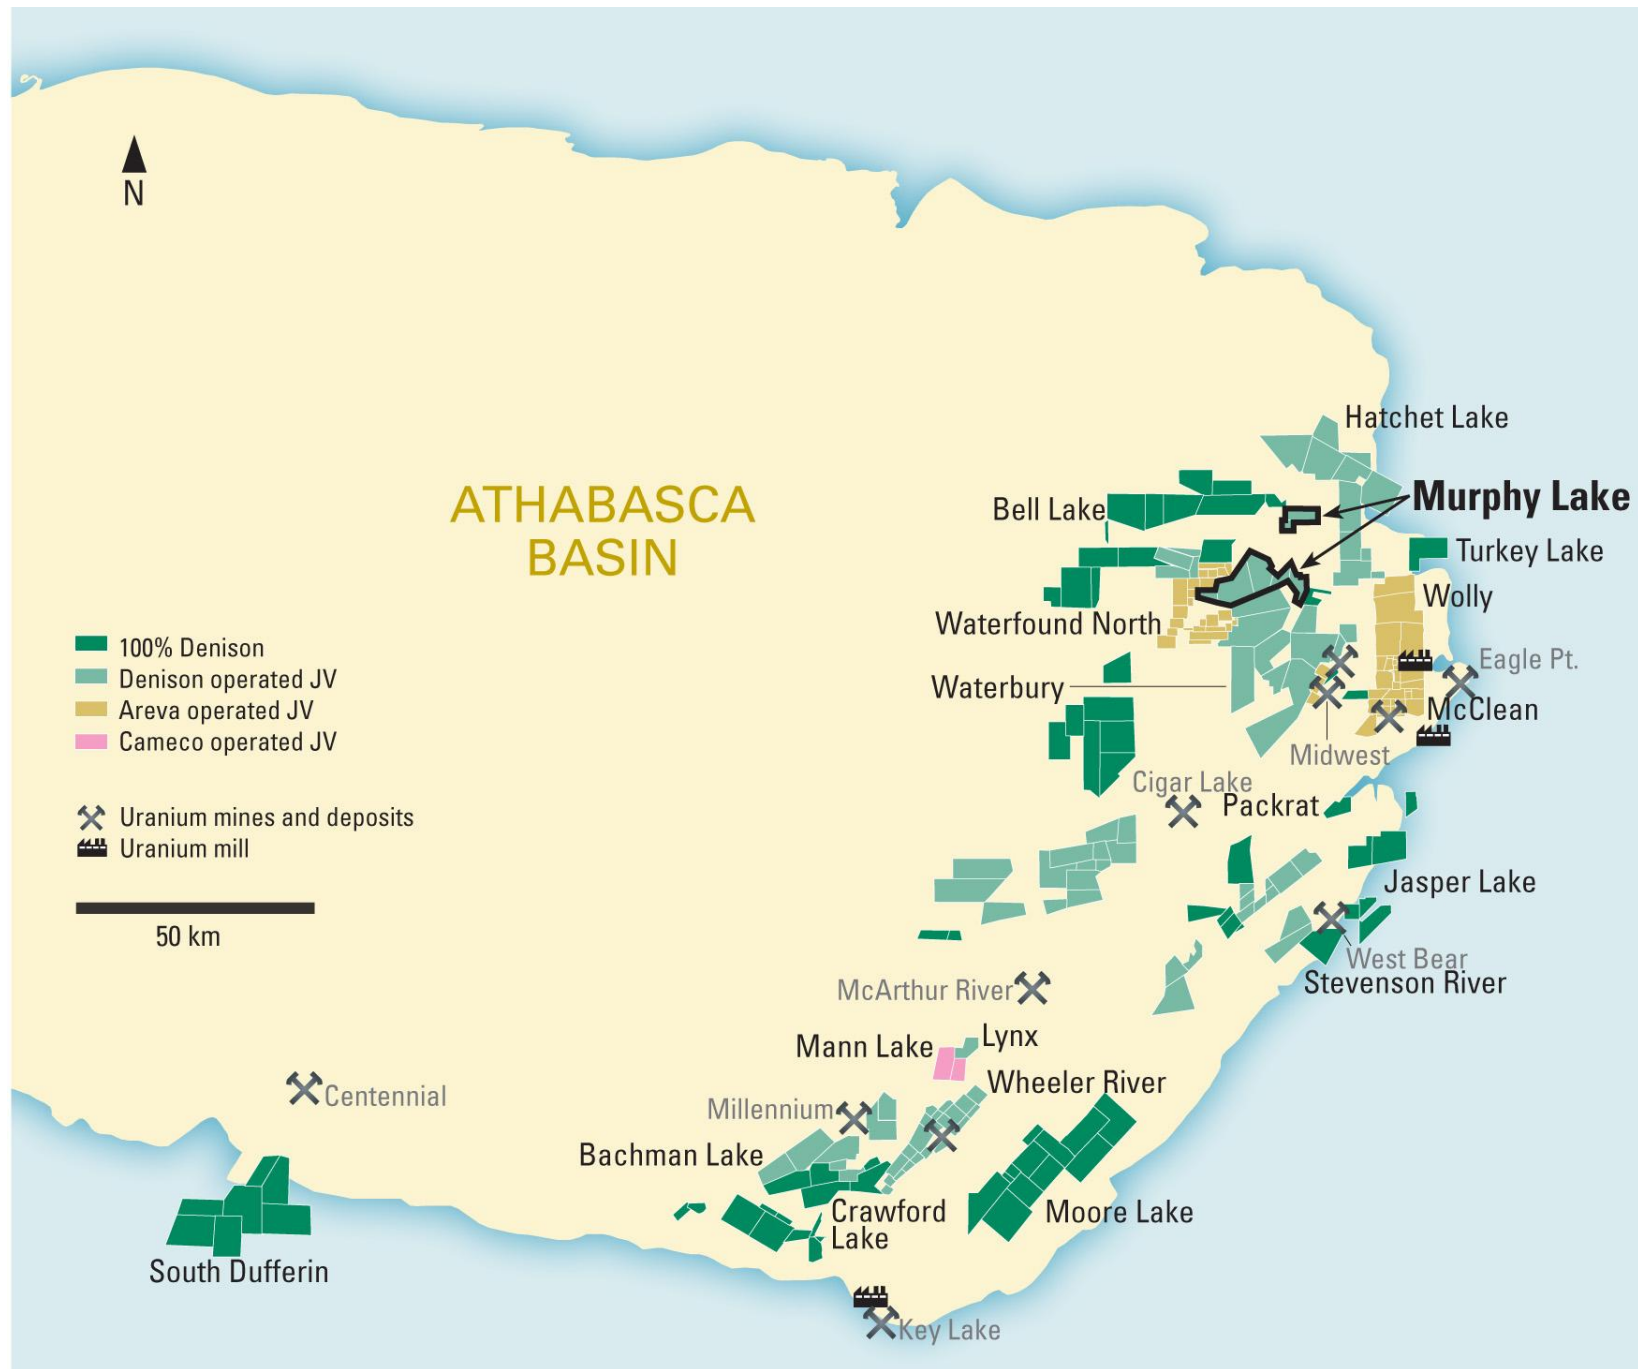 N
Hatchet Lake
Murphy Lake
ATHABASCA
BASIN
Bell Lake
Turkey Lake
Wolly
Waterfound North
100% Denison
Denison operated JV
Areva operated JV
Cameco operated JV
Eagle Pt.
Waterbury
McClean
Midwest
Cigar Lake
Packrat
Uranium mines and deposits
Uranium mill
50 km
Jasper Lake
West Bear
Stevenson River
McArthur River
Mann Lake
Lynx
Wheeler River
Centennial
Millennium
Bachman Lake
Crawford
Lake
Moore Lake
South Dufferin
Key Lake